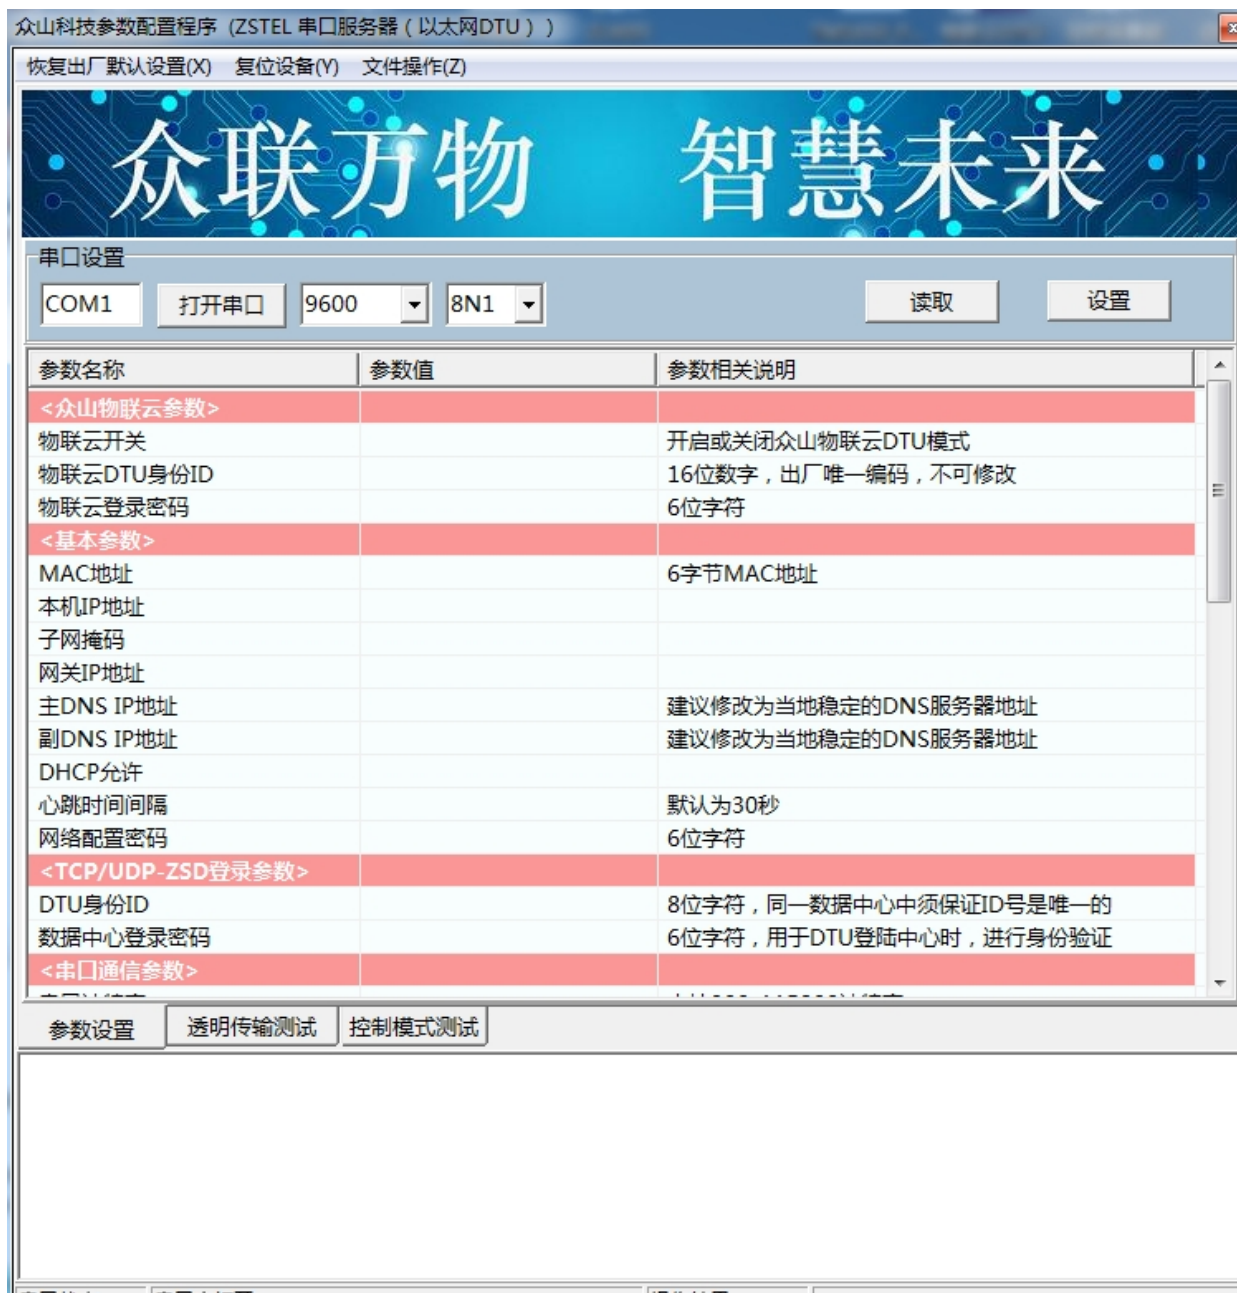 众山科技参数配置程序 (ZSTEL 串口服务器（以太网DTU）)
恢复出厂默认设置(X) 复位设备(Y) 文件操作(Z)
众联万物 智慧未来
串口设置
COM1 打开串口 9600 8N1 读取 设置
参数名称 参数值 参数相关说明
<众山物联云参数>
物联云开关 开启或关闭众山物联云DTU模式
物联云DTU身份ID 16位数字，出厂唯一编码，不可修改
物联云登录密码 6位字符
<基本参数>
MAC地址 6字节MAC地址
本机IP地址
子网掩码
网关IP地址
主DNS IP地址 建议修改为当地稳定的DNS服务器地址
副DNS IP地址 建议修改为当地稳定的DNS服务器地址
DHCP允许
心跳时间间隔 默认为30秒
网络配置密码 6位字符
<TCP/UDP-ZSD登录参数>
DTU身份ID 8位字符，同一数据中心中须保证ID号是唯一的
数据中心登录密码 6位字符，用于DTU登陆中心时，进行身份验证
<串口通信参数>
参数设置 透明传输测试 控制模式测试